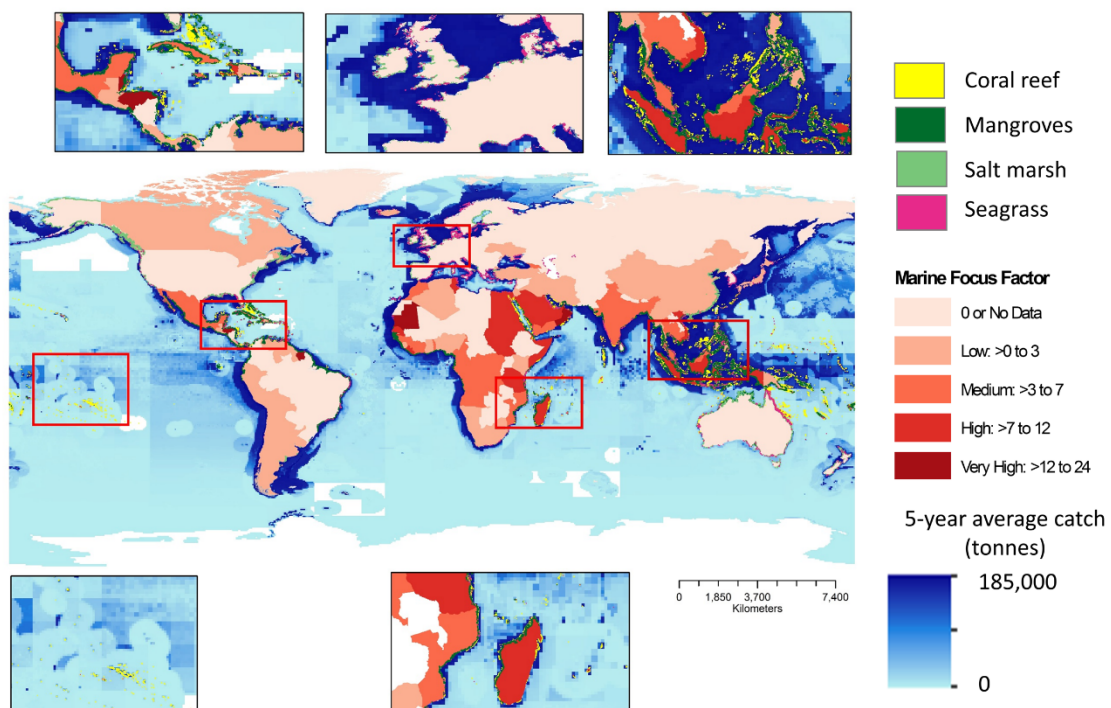 Coral reef
Mangroves
Salt marsh
Seagrass
Marine Focus Factor
0 or No Data
Low: >0 to 3
Medium: >3 to 7
High: >7 to 12
Very High: >12 to 24
5-year average catch
(tonnes)
185,000
0
0 1,850 3,700 7,400
Kilometers